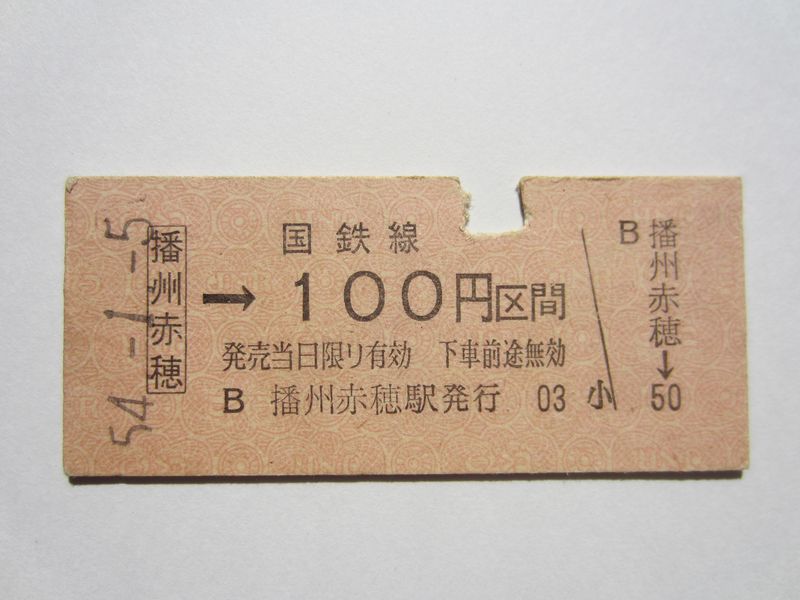 54.-1.-5
播州赤穂
国鉄線
→100円区間
発売当日限り有効 下車前途無効
B 播州赤穂駅発行 03 小
B 播州赤穂→50